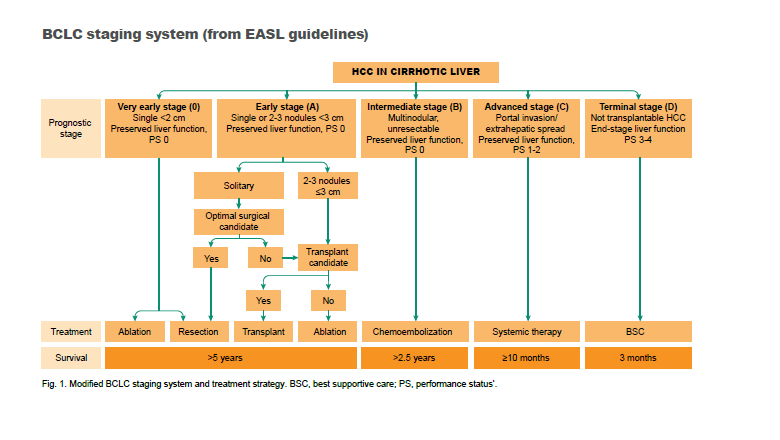 BCLC staging system (from EASL guidelines)
HCC IN CIRRHOTIC LIVER
Prognostic
stage
Very early stage (0)
Single <2 cm
Preserved liver function,
PS 0
Early stage (A)
Single or 2-3 nodules <3 cm
Preserved liver function, PS 0
Intermediate stage (B)
Multinodular,
unresectable
Preserved liver function,
PS 0
Advanced stage (C)
Portal invasion/
extrahepatic spread
Preserved liver function,
PS 1-2
Terminal stage (D)
Not transplantable HCC
End-stage liver function
PS 3-4
Solitary
2-3 nodules
≤3 cm
Optimal surgical
candidate
Yes
No
Transplant
candidate
Yes
No
Treatment
Ablation
Resection
Transplant
Ablation
Chemoembolization
Systemic therapy
BSC
Survival
>5 years
>2.5 years
≥10 months
3 months
Fig. 1. Modified BCLC staging system and treatment strategy. BSC, best supportive care; PS, performance status'.